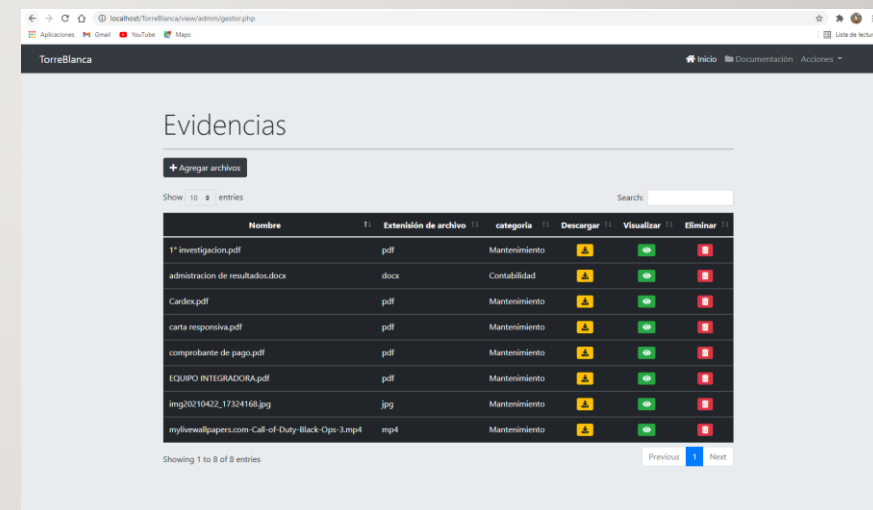 localhost/TorreBlanca/view/admin/gestor.php
Aplicaciones Gmail YouTube Maps Lista de lectur
TorreBlanca Inicio Documentación Acciones
Evidencias
+ Agregar archivos
Show 10 entries Search:
Nombre Extenisión de archivo categoria Descargar Visualizar Eliminar
1° investigacion.pdf pdf Mantenimiento
admistracion de resultados.docx docx Contabilidad
Cardex.pdf pdf Mantenimiento
carta responsiva.pdf pdf Mantenimiento
comprobante de pago.pdf pdf Mantenimiento
EQUIPO INTEGRADORA.pdf pdf Mantenimiento
img20210422_17324168.jpg jpg Mantenimiento
mylivewallpapers.com-Call-of-Duty-Black-Ops-3.mp4 mp4 Mantenimiento
Showing 1 to 8 of 8 entries Previous 1 Next